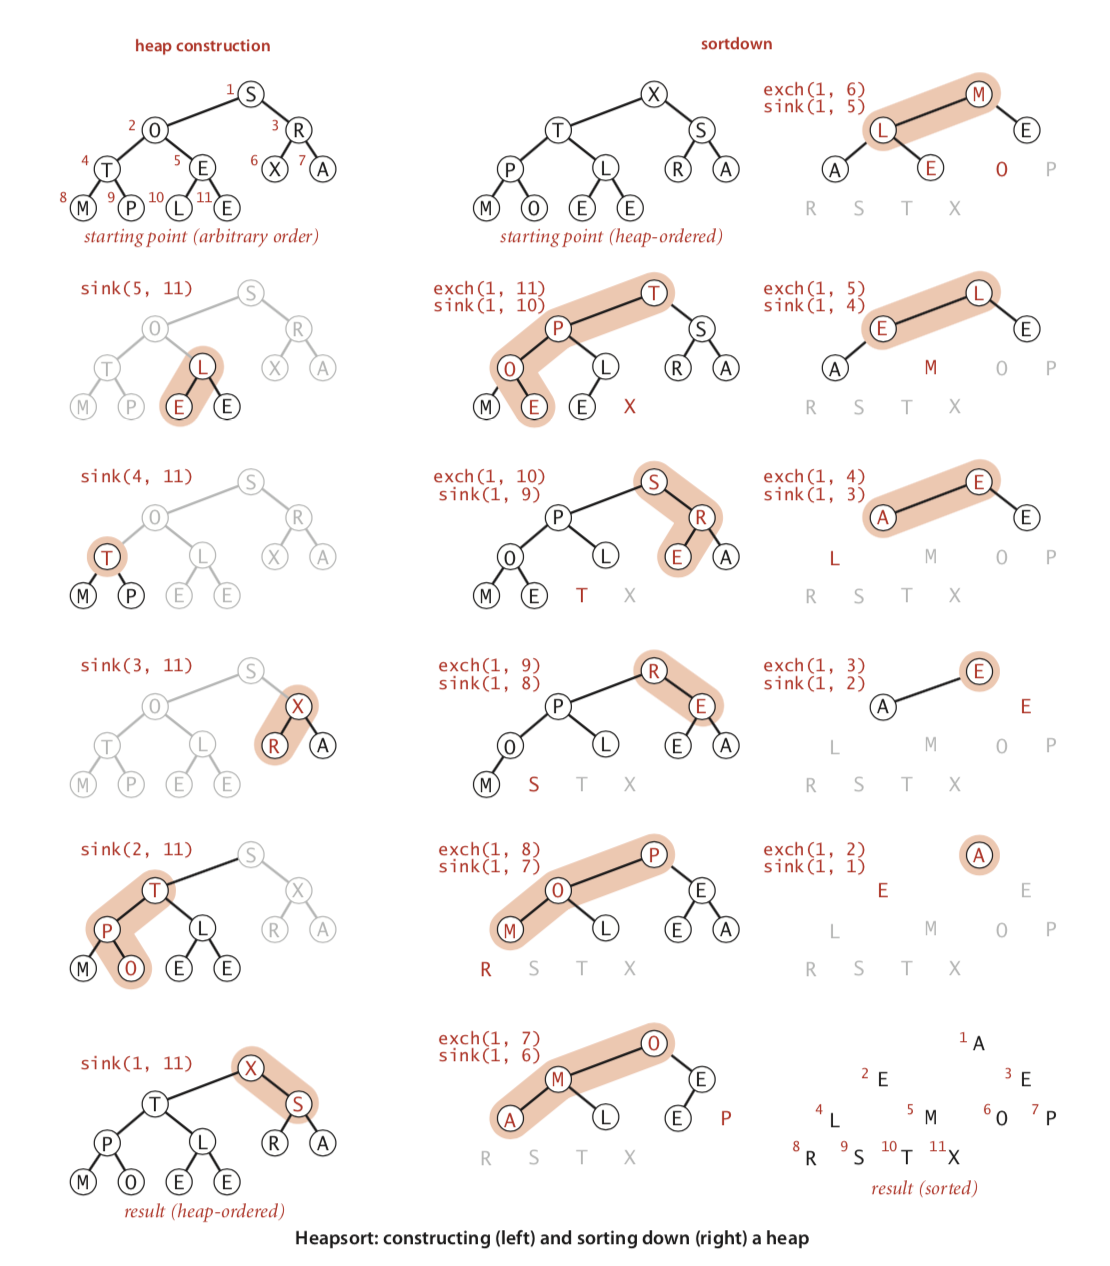 heap construction
1 S
2 O 3 R
4 T 5 E 6 X 7 A
8 M 9 P 10 L 11 E
starting point (arbitrary order)
sink(5, 11)
S
O R
T L X A
M P E E
sink(4, 11)
S
O R
T L X A
M P E E
sink(3, 11)
S
O X
T L R A
M P E E
sink(2, 11)
S
T X
P L R A
M O E E
sink(1, 11)
X
T S
P L R A
M O E E
result (heap-ordered)
sortdown
X
T S
P L R A
M O E E
starting point (heap-ordered)
exch(1, 11)
sink(1, 10)
T
P S
O L R A
M E E X
exch(1, 10)
sink(1, 9)
S
P R
O L E A
M E T X
exch(1, 9)
sink(1, 8)
R
P E
O L E A
M S T X
exch(1, 8)
sink(1, 7)
P
O E
M L E A
R S T X
exch(1, 7)
sink(1, 6)
O
M E
A L E P
R S T X
exch(1, 6)
sink(1, 5)
M
L E
A E O P
R S T X
exch(1, 5)
sink(1, 4)
L
E E
A M O P
R S T X
exch(1, 4)
sink(1, 3)
E
A E
L M O P
R S T X
exch(1, 3)
sink(1, 2)
E
A E
L M O P
R S T X
exch(1, 2)
sink(1, 1)
A
E E
L M O P
R S T X
1 A
2 E 3 E
4 L 5 M 6 O 7 P
8 R 9 S 10 T 11 X
result (sorted)
Heapsort: constructing (left) and sorting down (right) a heap